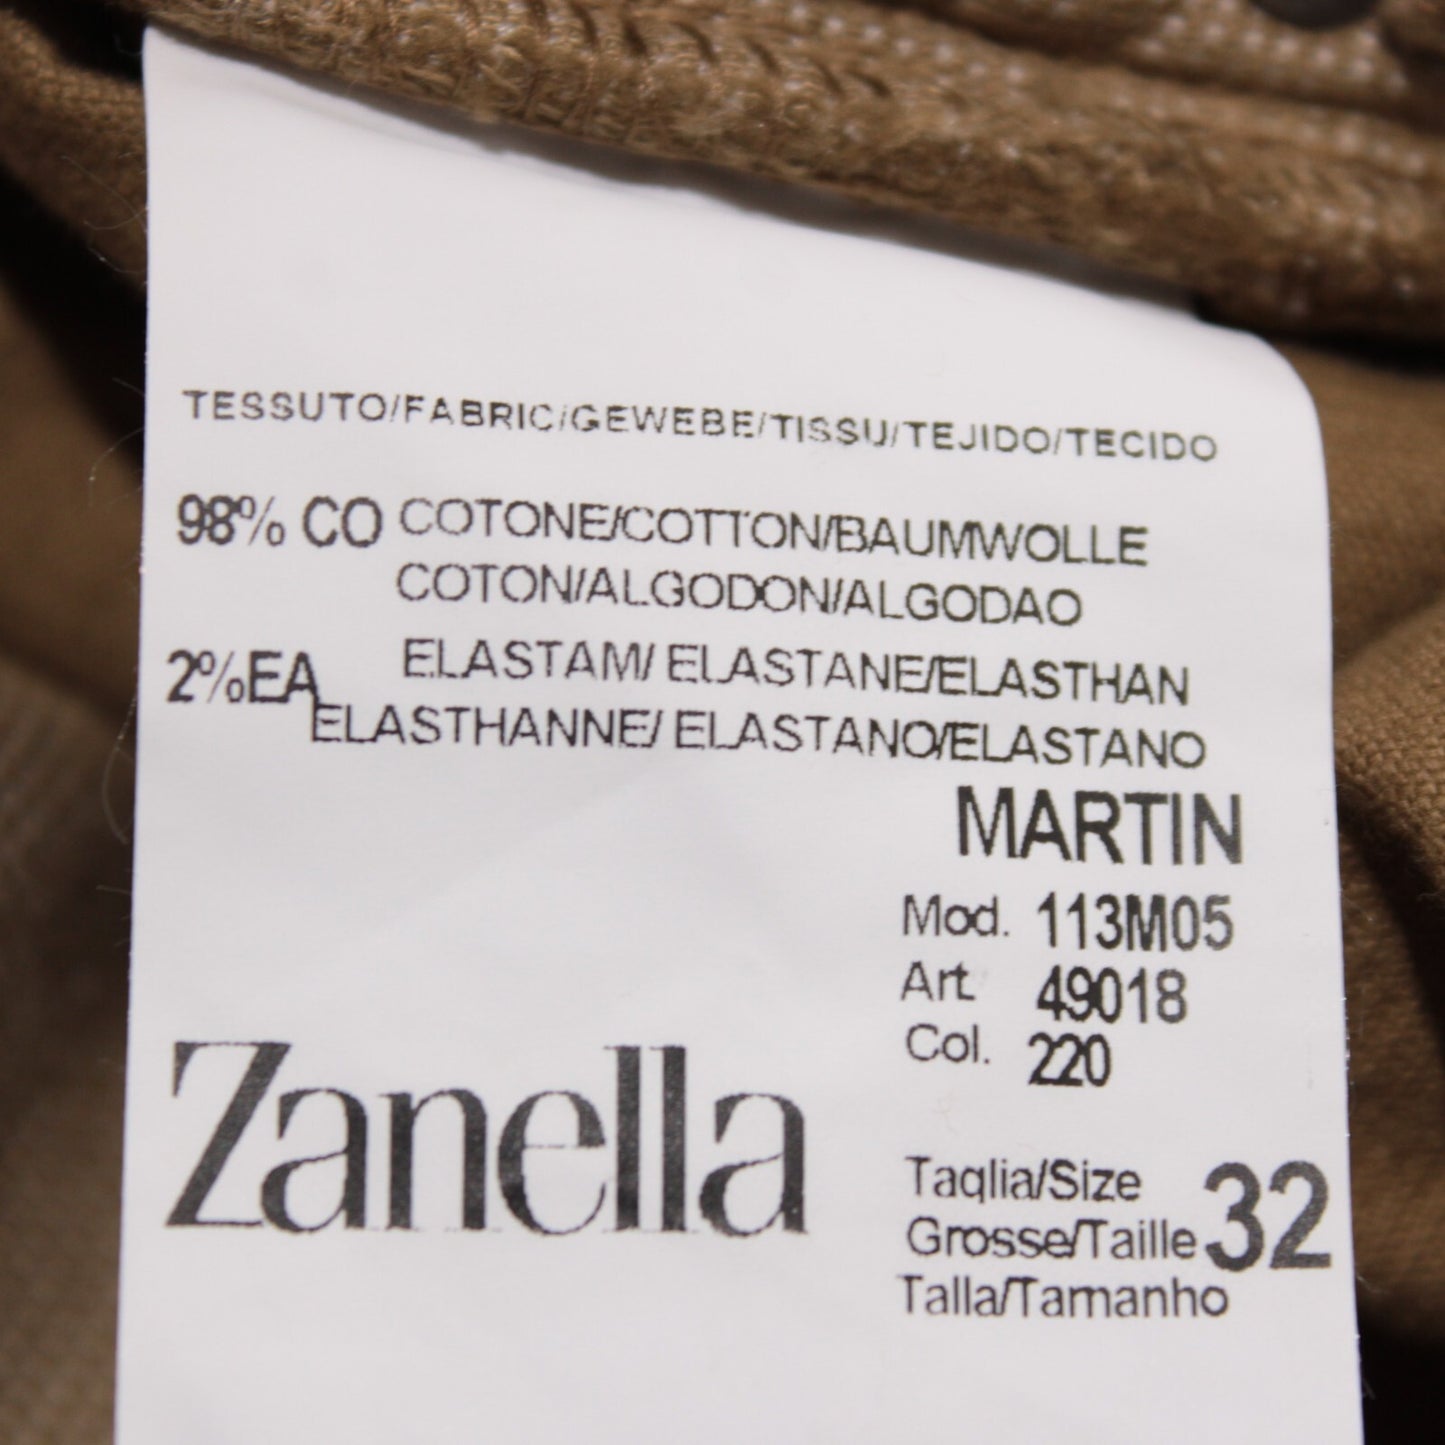 TESSUTO/FABRIC/GEWEBE/TISSU/TEJIDO/TECIDO
98% CO COTONE/COTTON/BAUMWOLLE
COTON/ALGODON/ALGODAO
2%EA ELASTAM/ ELASTANE/ELASTHAN
ELASTHANNE/ ELASTANO/ELASTANO
MARTIN
Mod. 113M05
Art. 49018
Col. 220
Zanella
Taglia/Size
Grosse/Taille 32
Talla/Tamanho